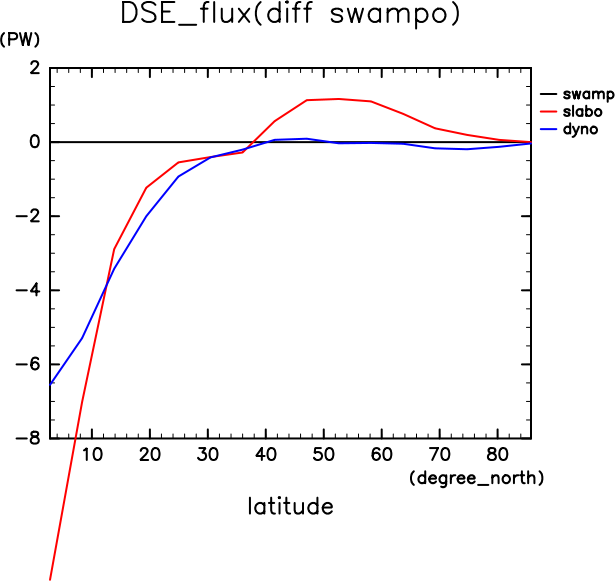 DSE_flux(diff swampo)
(PW)
2
0
−2
−4
−6
−8
10 20 30 40 50 60 70 80
(degree_north)
latitude
swamp
slabo
dyno